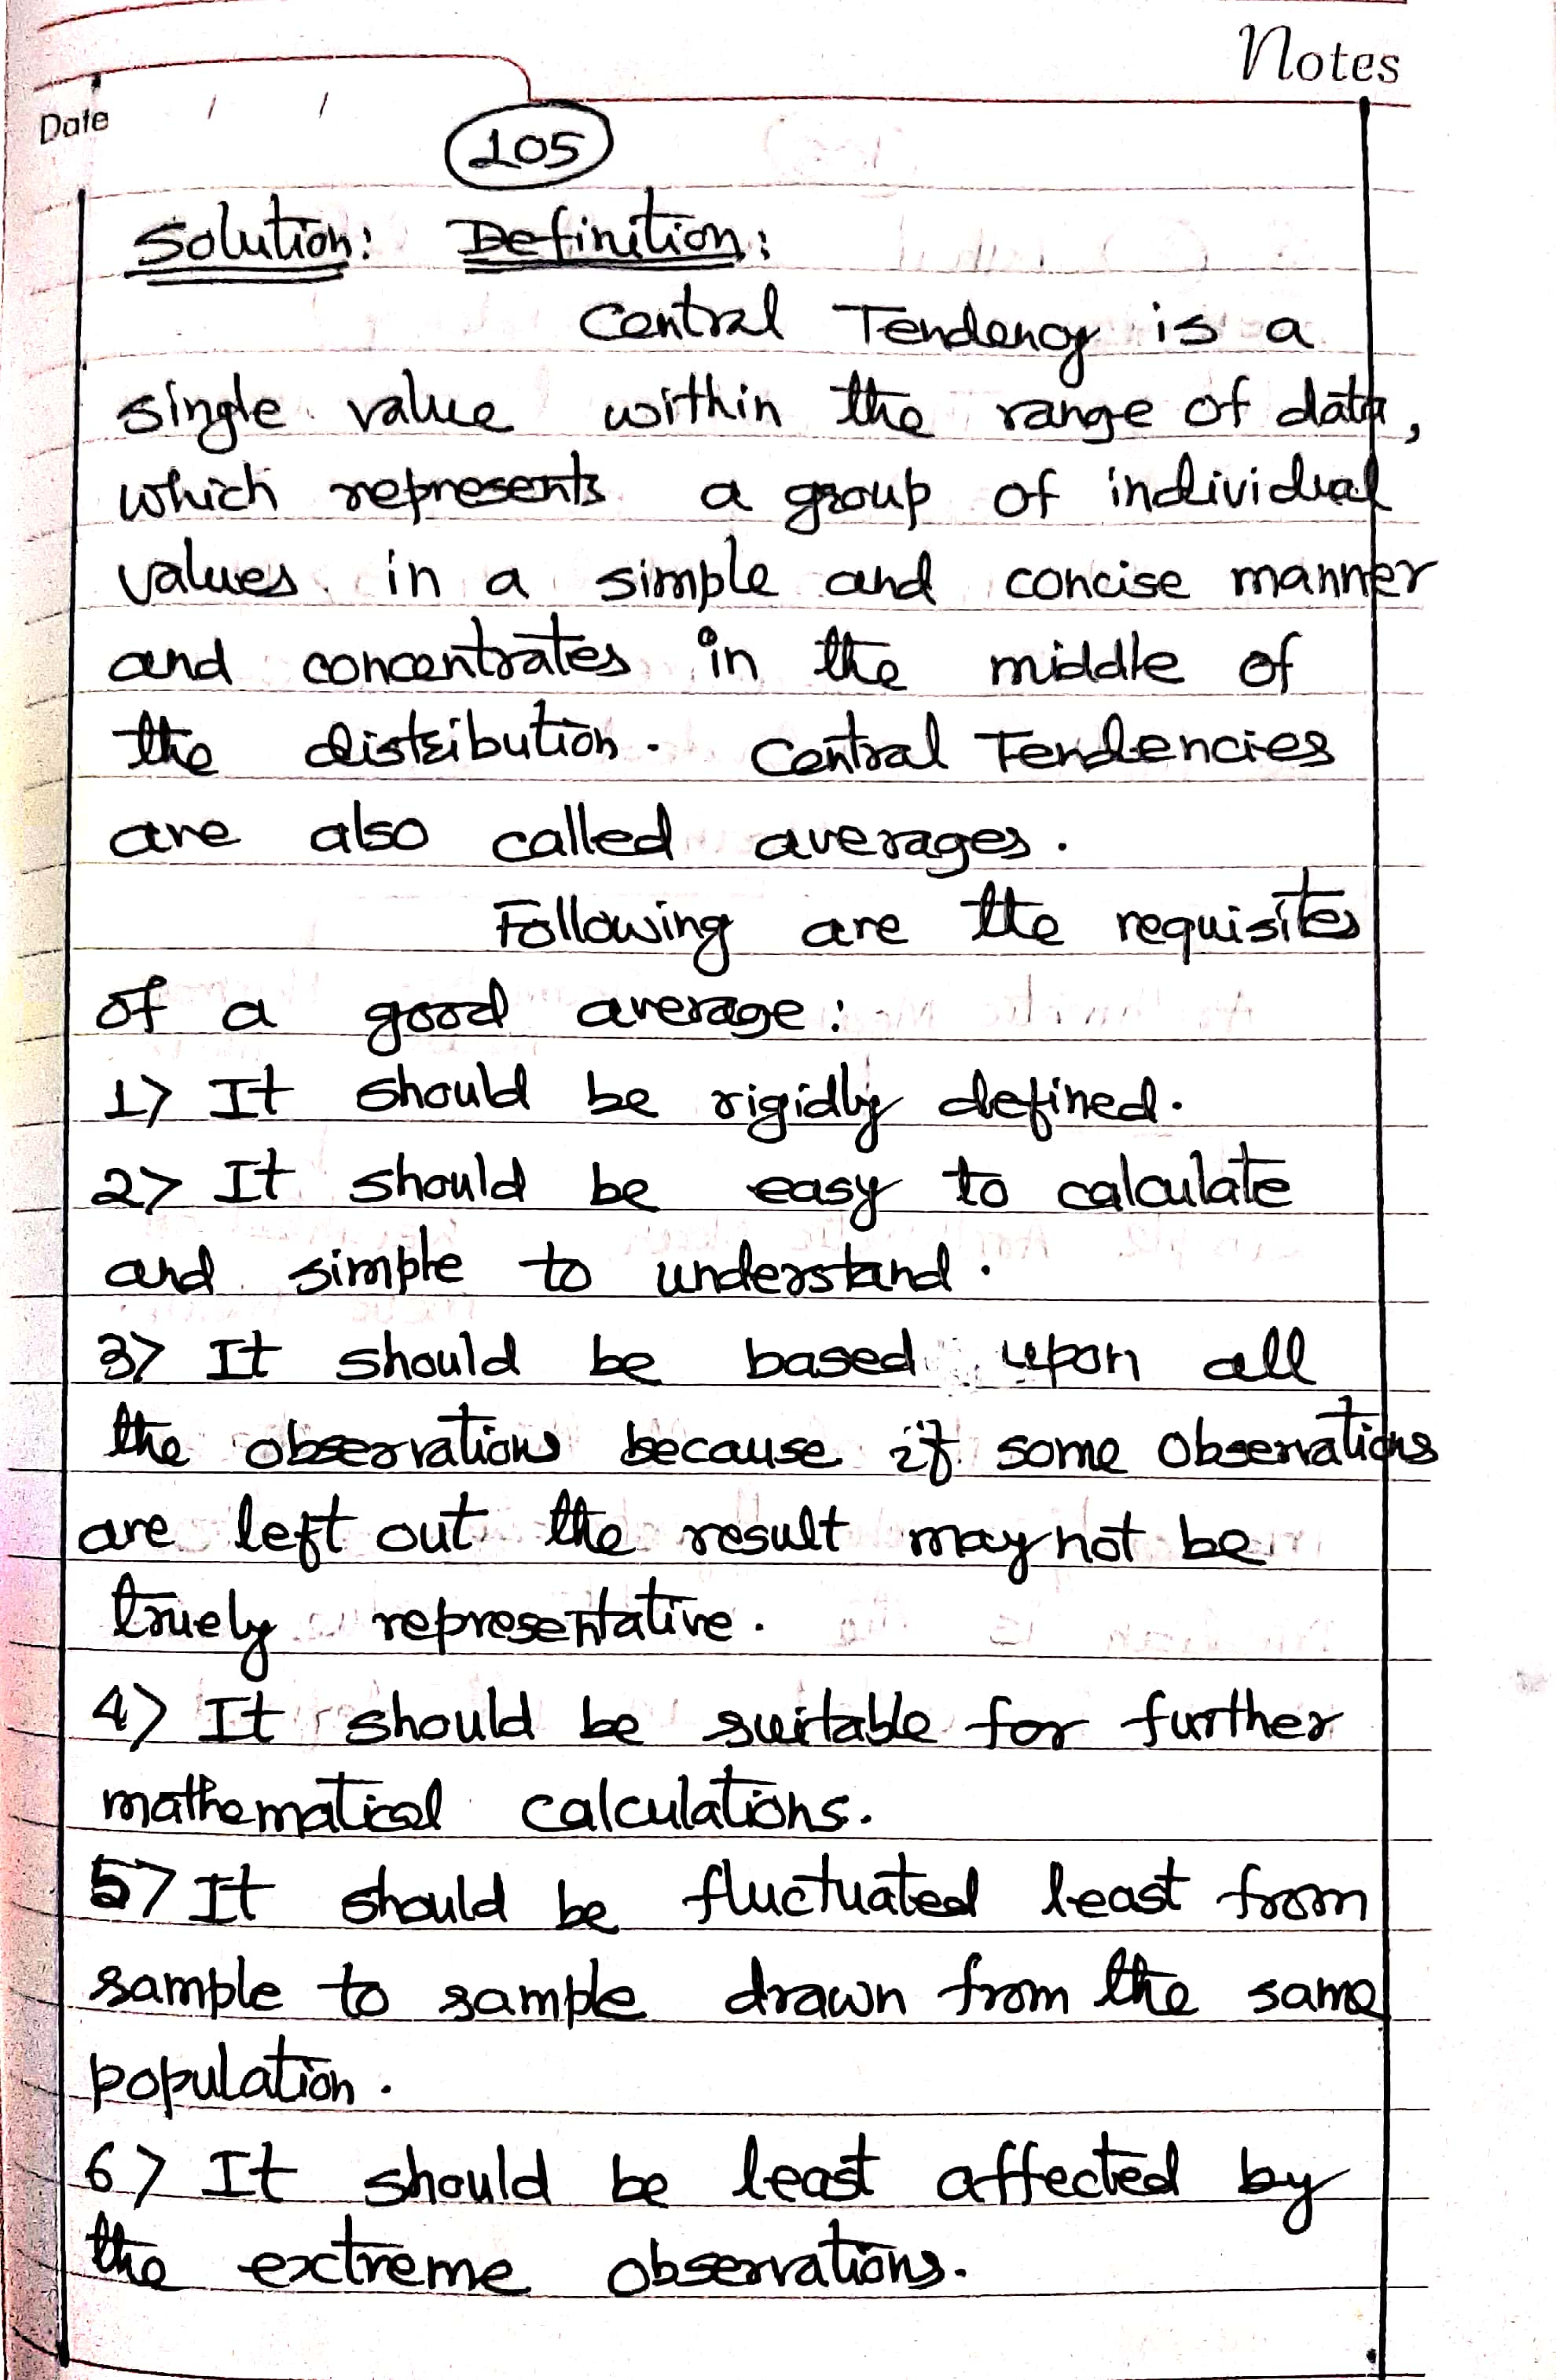 Notes
Date / /
105
Solution: Definition:
Central Tendency is a
single value within the range of data,
which represents a group of individual
values in a simple and concise manner
and concentrates in the middle of
the distribution. Central Tendencies
are also called averages.
Following are the requisites
of a good average:
1> It should be rigidly defined.
2> It should be easy to calculate
and simple to understand.
3> It should be based upon all
the observations because if some observations
are left out the result may not be
truely representative.
4> It should be suitable for further
mathematical calculations.
5> It should be fluctuated least from
sample to sample drawn from the same
population.
6> It should be least affected by
the extreme observations.